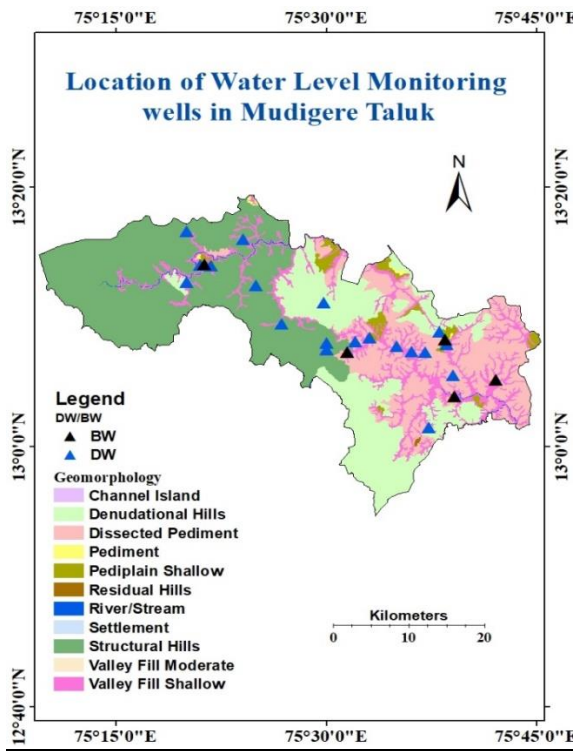 75°15'0"E 75°30'0"E 75°45'0"E
Location of Water Level Monitoring
wells in Mudigere Taluk
N
13°20'0"N 13°20'0"N
Legend
DW/BW
BW
DW
13°0'0"N 13°0'0"N
Geomorphology
Channel Island
Denudational Hills
Dissected Pediment
Pediment
Pediplain Shallow
Residual Hills
River/Stream
Settlement
Structural Hills
Valley Fill Moderate
Valley Fill Shallow
Kilometers
0 5 10 20
12°40'0"N 12°40'0"N
75°15'0"E 75°30'0"E 75°45'0"E